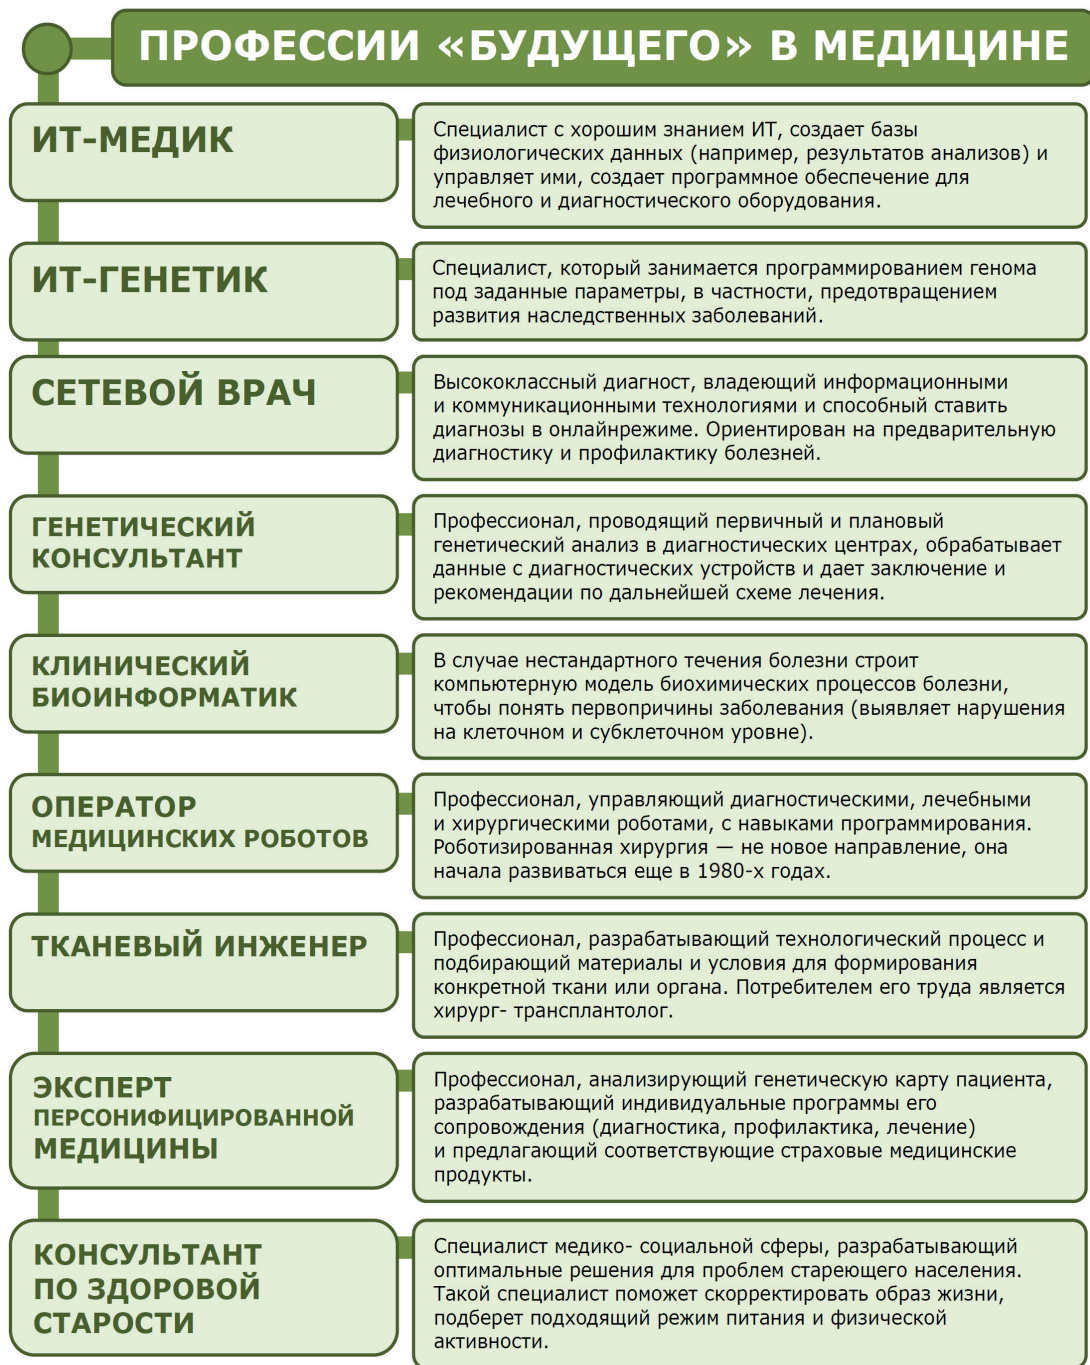 ПРОФЕССИИ «БУДУЩЕГО» В МЕДИЦИНЕ
ИТ-МЕДИК
Специалист с хорошим знанием ИТ, создает базы
физиологических данных (например, результатов анализов) и
управляет ими, создает программное обеспечение для
лечебного и диагностического оборудования.
ИТ-ГЕНЕТИК
Специалист, который занимается программированием генома
под заданные параметры, в частности, предотвращением
развития наследственных заболеваний.
СЕТЕВОЙ ВРАЧ
Высококлассный диагност, владеющий информационными
и коммуникационными технологиями и способный ставить
диагнозы в онлайнрежиме. Ориентирован на предварительную
диагностику и профилактику болезней.
ГЕНЕТИЧЕСКИЙ
КОНСУЛЬТАНТ
Профессионал, проводящий первичный и плановый
генетический анализ в диагностических центрах, обрабатывает
данные с диагностических устройств и дает заключение и
рекомендации по дальнейшей схеме лечения.
КЛИНИЧЕСКИЙ
БИОИНФОРМАТИК
В случае нестандартного течения болезни строит
компьютерную модель биохимических процессов болезни,
чтобы понять первопричины заболевания (выявляет нарушения
на клеточном и субклеточном уровне).
ОПЕРАТОР
МЕДИЦИНСКИХ РОБОТОВ
Профессионал, управляющий диагностическими, лечебными
и хирургическими роботами, с навыками программирования.
Роботизированная хирургия — не новое направление, она
начала развиваться еще в 1980-х годах.
ТКАНЕВЫЙ ИНЖЕНЕР
Профессионал, разрабатывающий технологический процесс и
подбирающий материалы и условия для формирования
конкретной ткани или органа. Потребителем его труда является
хирург- трансплантолог.
ЭКСПЕРТ
ПЕРСОНИФИЦИРОВАННОЙ
МЕДИЦИНЫ
Профессионал, анализирующий генетическую карту пациента,
разрабатывающий индивидуальные программы его
сопровождения (диагностика, профилактика, лечение)
и предлагающий соответствующие страховые медицинские
продукты.
КОНСУЛЬТАНТ
ПО ЗДОРОВОЙ
СТАРОСТИ
Специалист медико- социальной сферы, разрабатывающий
оптимальные решения для проблем стареющего населения.
Такой специалист поможет скорректировать образ жизни,
подберет подходящий режим питания и физической
активности.